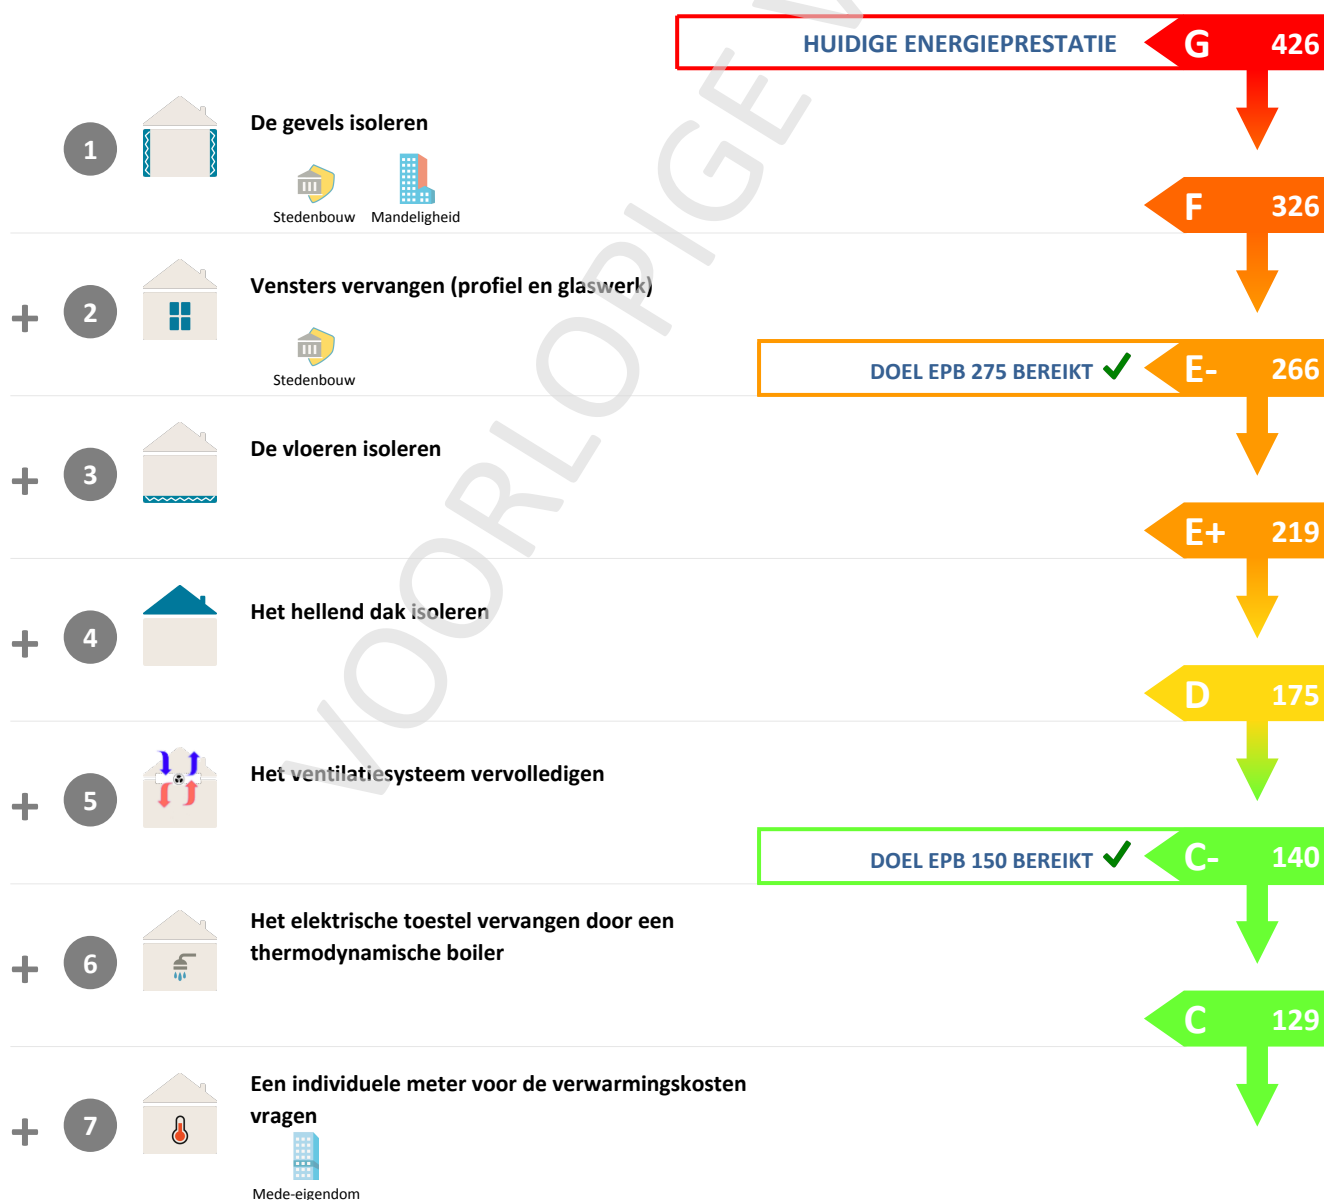 HUIDIGE ENERGIEPRESTATIE G 426
1 De gevels isoleren
Stedenbouw Mandeligheid
F 326
+ 2 Vensters vervangen (profiel en glaswerk)
Stedenbouw
DOEL EPB 275 BEREIKT E- 266
+ 3 De vloeren isoleren
E+ 219
+ 4 Het hellend dak isoleren
D 175
+ 5 Het ventilatiesysteem vervolledigen
DOEL EPB 150 BEREIKT C- 140
+ 6 Het elektrische toestel vervangen door een
thermodynamische boiler
C 129
+ 7 Een individuele meter voor de verwarmingskosten
vragen
Mede-eigendom
VOORLOPIGE